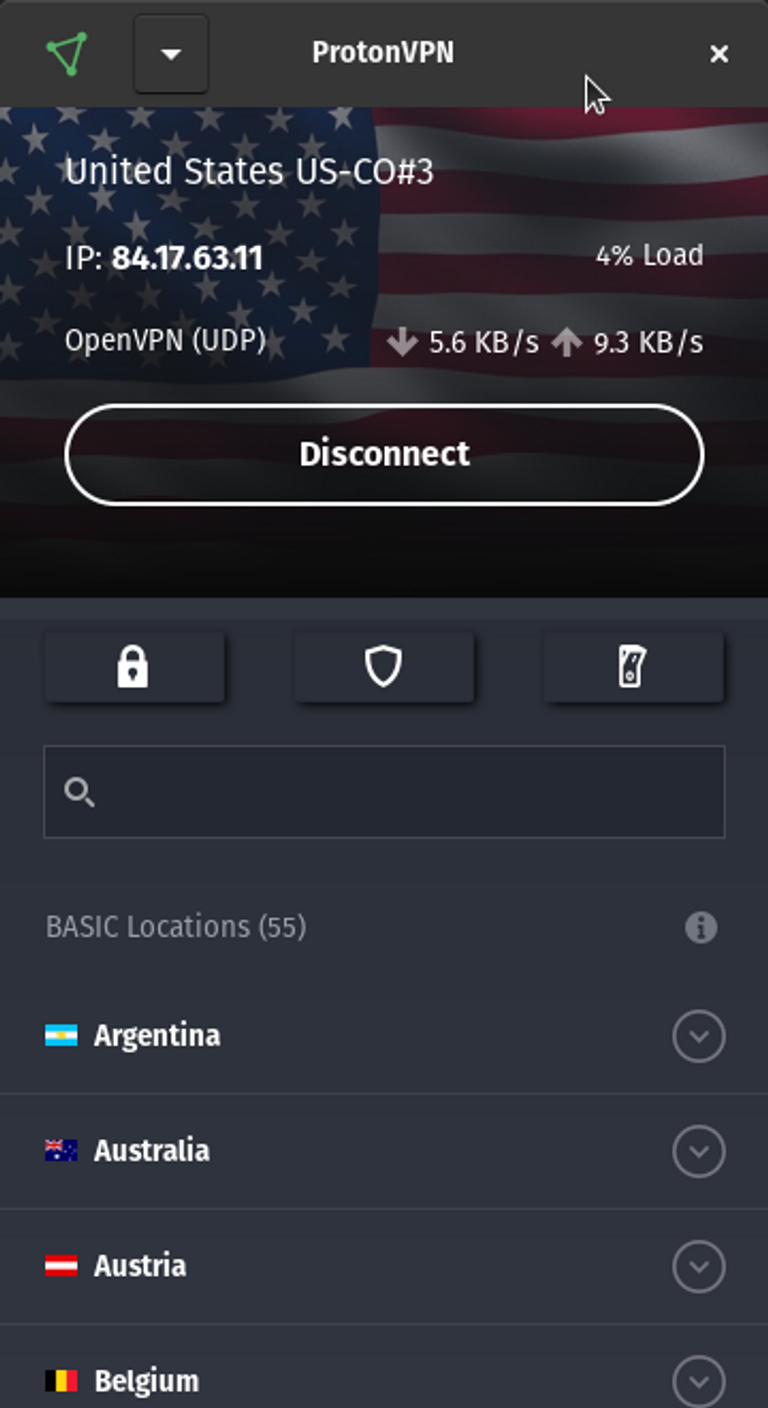 ProtonVPN
United States US-CO#3
IP: 84.17.63.11
4% Load
OpenVPN (UDP)
5.6 KB/s
9.3 KB/s
Disconnect
BASIC Locations (55)
Argentina
Australia
Austria
Belgium